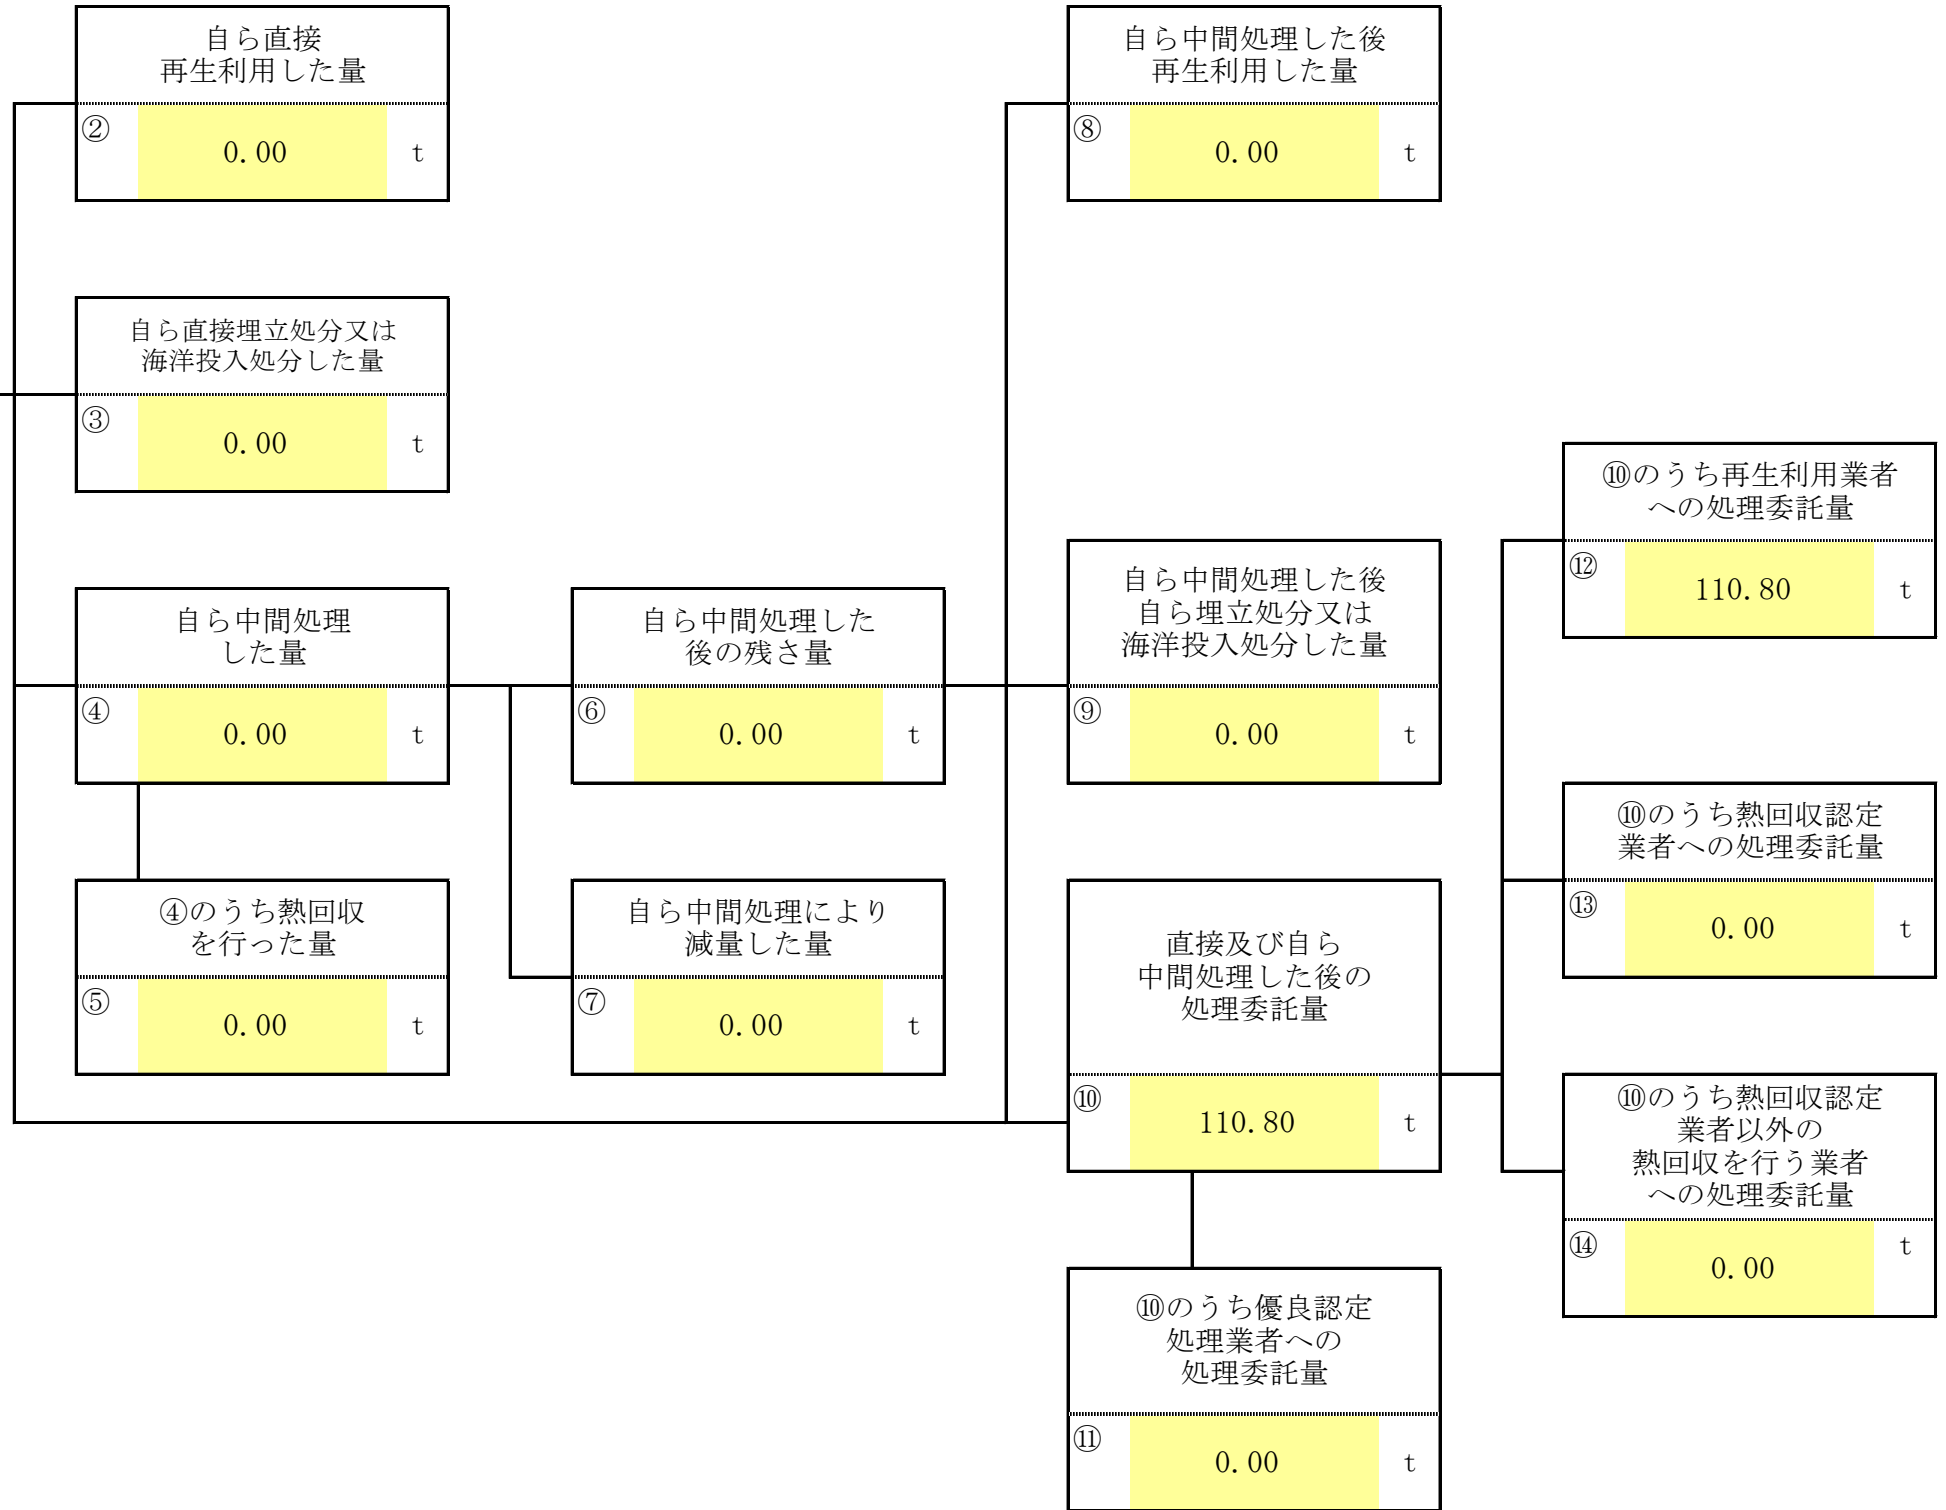 自ら直接
再生利用した量
②
0.00
t
自ら中間処理した後
再生利用した量
⑧
0.00
t
自ら直接埋立処分又は
海洋投入処分した量
③
0.00
t
⑩のうち再生利用業者
への処理委託量
⑫
110.80
t
自ら中間処理
した量
④
0.00
t
自ら中間処理した
後の残さ量
⑥
0.00
t
自ら中間処理した後
自ら埋立処分又は
海洋投入処分した量
⑨
0.00
t
⑩のうち熱回収認定
業者への処理委託量
⑬
0.00
t
④のうち熱回収
を行った量
⑤
0.00
t
自ら中間処理により
減量した量
⑦
0.00
t
直接及び自ら
中間処理した後の
処理委託量
⑩
110.80
t
⑩のうち熱回収認定
業者以外の
熱回収を行う業者
への処理委託量
⑭
0.00
t
⑩のうち優良認定
処理業者への
処理委託量
⑪
0.00
t